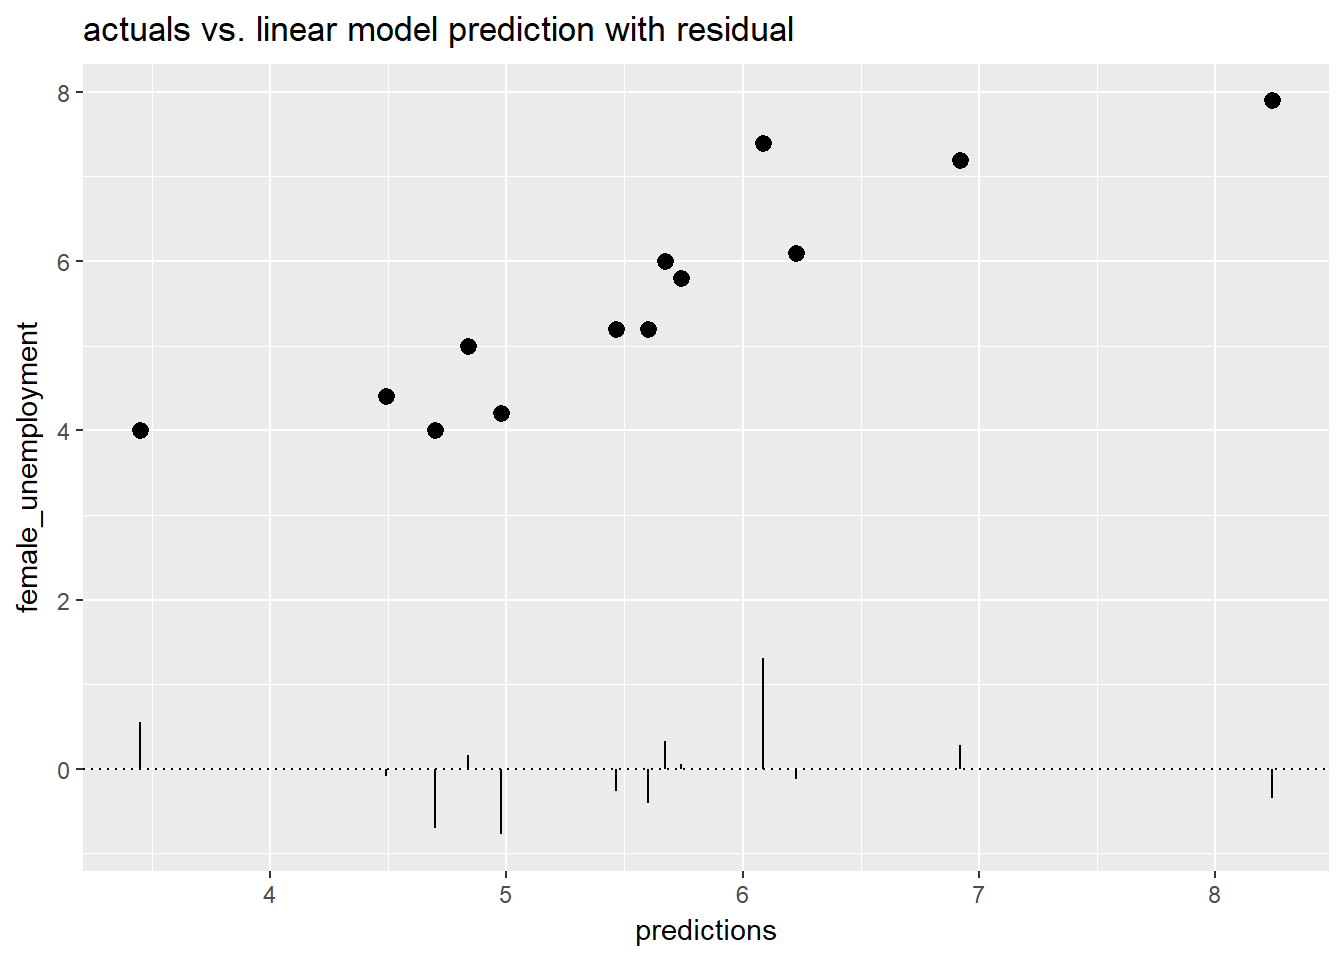 actuals vs. linear model prediction with residual
8
6
4
2
0
female_unemployment
4 5 6 7 8
predictions